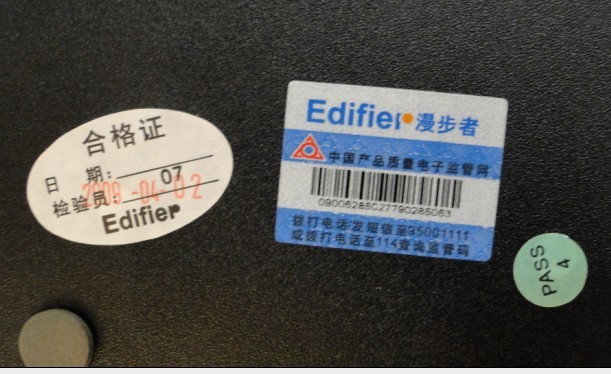 合格证
日 期: 07
检验员: 2009-04-02
Edifier
Edifier漫步者
中国产品质量电子监管网
09006285027790285063
拨打电话发短信至95001111
或拨打电话至114查询监管码
PASS
4